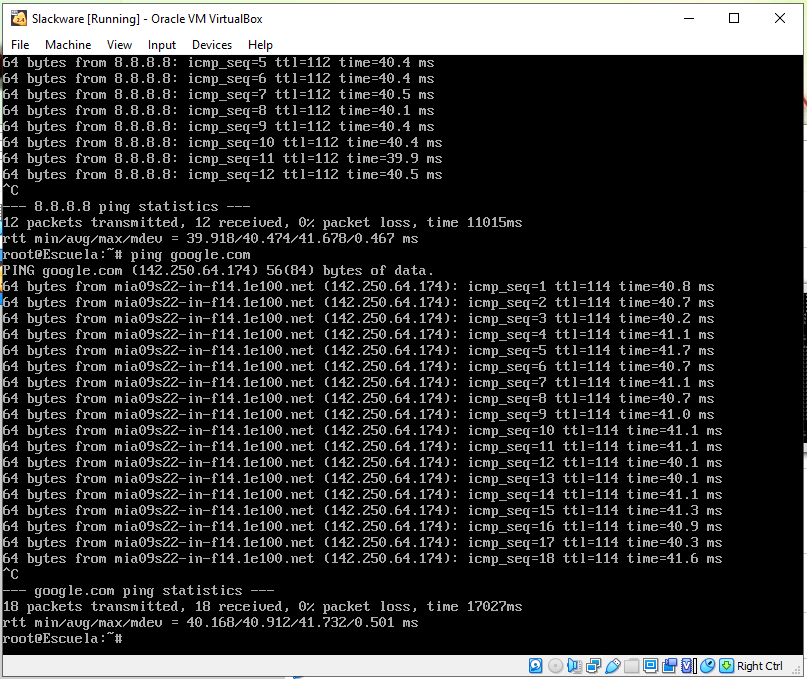 Slackware [Running] - Oracle VM VirtualBox
File Machine View Input Devices Help
64 bytes from 8.8.8.8: icmp_seq=5 ttl=112 time=40.4 ms
64 bytes from 8.8.8.8: icmp_seq=6 ttl=112 time=40.4 ms
64 bytes from 8.8.8.8: icmp_seq=7 ttl=112 time=40.5 ms
64 bytes from 8.8.8.8: icmp_seq=8 ttl=112 time=40.1 ms
64 bytes from 8.8.8.8: icmp_seq=9 ttl=112 time=40.4 ms
64 bytes from 8.8.8.8: icmp_seq=10 ttl=112 time=40.4 ms
64 bytes from 8.8.8.8: icmp_seq=11 ttl=112 time=39.9 ms
64 bytes from 8.8.8.8: icmp_seq=12 ttl=112 time=40.5 ms
^C
--- 8.8.8.8 ping statistics ---
12 packets transmitted, 12 received, 0% packet loss, time 11015ms
rtt min/avg/max/mdev = 39.918/40.474/41.678/0.467 ms
root@Escuela:~# ping google.com
PING google.com (142.250.64.174) 56(84) bytes of data.
64 bytes from mia09s22-in-f14.1e100.net (142.250.64.174): icmp_seq=1 ttl=114 time=40.8 ms
64 bytes from mia09s22-in-f14.1e100.net (142.250.64.174): icmp_seq=2 ttl=114 time=40.7 ms
64 bytes from mia09s22-in-f14.1e100.net (142.250.64.174): icmp_seq=3 ttl=114 time=40.2 ms
64 bytes from mia09s22-in-f14.1e100.net (142.250.64.174): icmp_seq=4 ttl=114 time=41.1 ms
64 bytes from mia09s22-in-f14.1e100.net (142.250.64.174): icmp_seq=5 ttl=114 time=41.7 ms
64 bytes from mia09s22-in-f14.1e100.net (142.250.64.174): icmp_seq=6 ttl=114 time=40.7 ms
64 bytes from mia09s22-in-f14.1e100.net (142.250.64.174): icmp_seq=7 ttl=114 time=41.1 ms
64 bytes from mia09s22-in-f14.1e100.net (142.250.64.174): icmp_seq=8 ttl=114 time=40.7 ms
64 bytes from mia09s22-in-f14.1e100.net (142.250.64.174): icmp_seq=9 ttl=114 time=41.0 ms
64 bytes from mia09s22-in-f14.1e100.net (142.250.64.174): icmp_seq=10 ttl=114 time=41.1 ms
64 bytes from mia09s22-in-f14.1e100.net (142.250.64.174): icmp_seq=11 ttl=114 time=41.1 ms
64 bytes from mia09s22-in-f14.1e100.net (142.250.64.174): icmp_seq=12 ttl=114 time=40.1 ms
64 bytes from mia09s22-in-f14.1e100.net (142.250.64.174): icmp_seq=13 ttl=114 time=40.1 ms
64 bytes from mia09s22-in-f14.1e100.net (142.250.64.174): icmp_seq=14 ttl=114 time=41.1 ms
64 bytes from mia09s22-in-f14.1e100.net (142.250.64.174): icmp_seq=15 ttl=114 time=41.3 ms
64 bytes from mia09s22-in-f14.1e100.net (142.250.64.174): icmp_seq=16 ttl=114 time=40.9 ms
64 bytes from mia09s22-in-f14.1e100.net (142.250.64.174): icmp_seq=17 ttl=114 time=40.3 ms
64 bytes from mia09s22-in-f14.1e100.net (142.250.64.174): icmp_seq=18 ttl=114 time=41.6 ms
^C
--- google.com ping statistics ---
18 packets transmitted, 18 received, 0% packet loss, time 17027ms
rtt min/avg/max/mdev = 40.168/40.912/41.732/0.501 ms
root@Escuela:~#
Right Ctrl